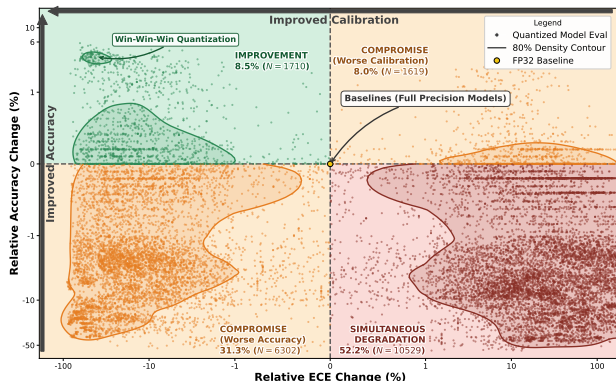 Improved Calibration
Win-Win-Win Quantization
IMPROVEMENT
8.5% (N=1710)
COMPROMISE
(Worse Calibration)
8.0% (N=1619)
Legend
Quantized Model Eval
80% Density Contour
FP32 Baseline
Baselines (Full Precision Models)
Improved Accuracy
Relative Accuracy Change (%)
10
6
1
0
-1
-10
-50
COMPROMISE
(Worse Accuracy)
31.3% (N=6302)
SIMULTANEOUS
DEGRADATION
52.2% (N=10529)
-100
-10
-1
0
1
10
100
Relative ECE Change (%)